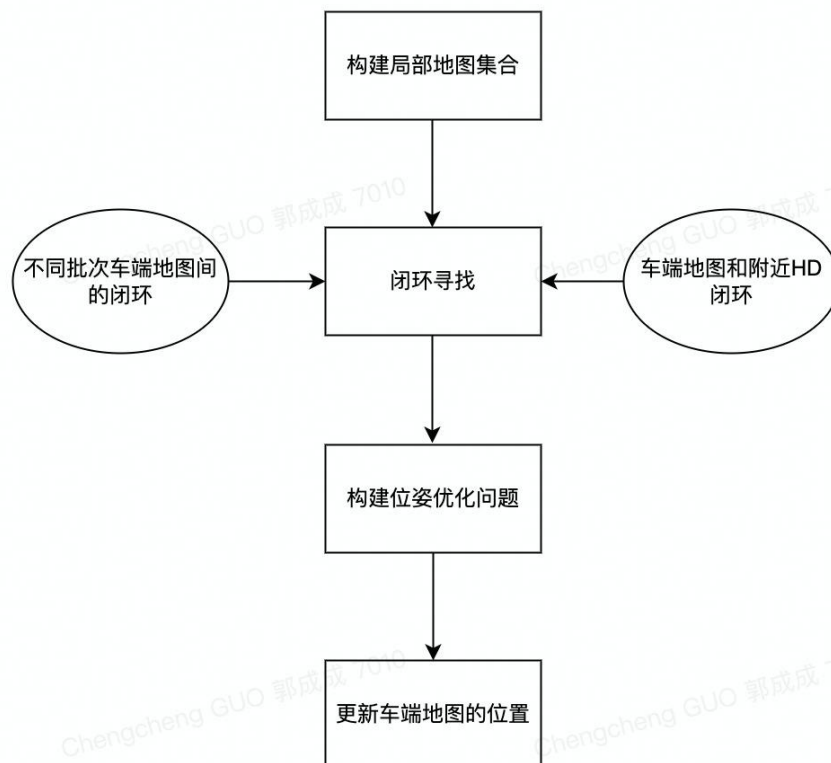 构建局部地图集合
Chengcheng GUO 郭成成 7010
Chengcheng GUO 郭成成 7
不同批次车端地图间
的闭环
闭环寻找
车端地图和附近HD
闭环
构建位姿优化问题
更新车端地图的位置
Chengcheng GUO 郭成成 7010
Chengcheng GUO 郭成成 7